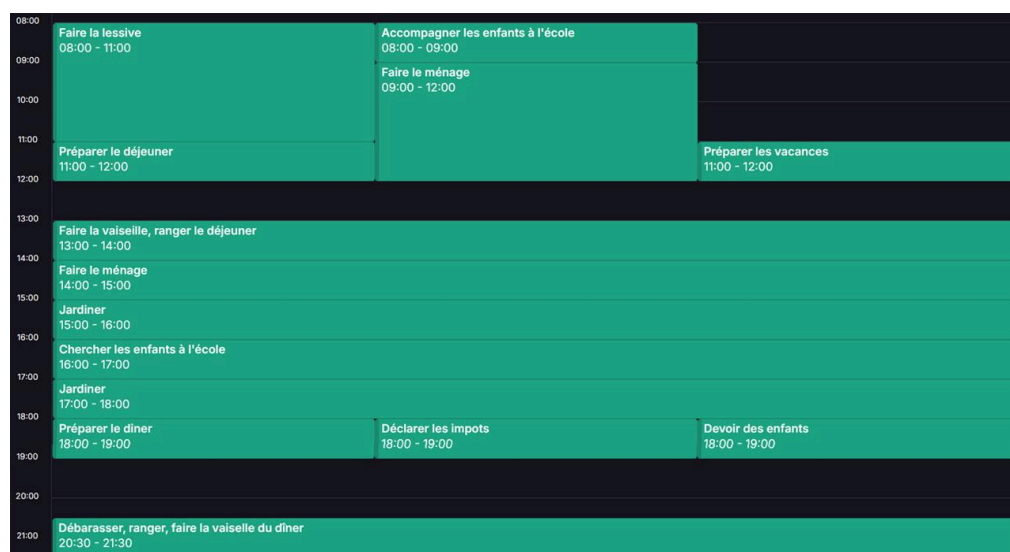 08:00
Faire la lessive
08:00 - 11:00
Accompagner les enfants à l'école
08:00 - 09:00
09:00
Faire le ménage
09:00 - 12:00
10:00
11:00
Préparer le déjeuner
11:00 - 12:00
Préparer les vacances
11:00 - 12:00
12:00
13:00
Faire la vaiseille, ranger le déjeuner
13:00 - 14:00
14:00
Faire le ménage
14:00 - 15:00
15:00
Jardiner
15:00 - 16:00
16:00
Chercher les enfants à l'école
16:00 - 17:00
17:00
Jardiner
17:00 - 18:00
18:00
Préparer le dîner
18:00 - 19:00
Déclarer les impots
18:00 - 19:00
Devoir des enfants
18:00 - 19:00
19:00
20:00
Débarasser, ranger, faire la vaiselle du dîner
20:30 - 21:30
21:00